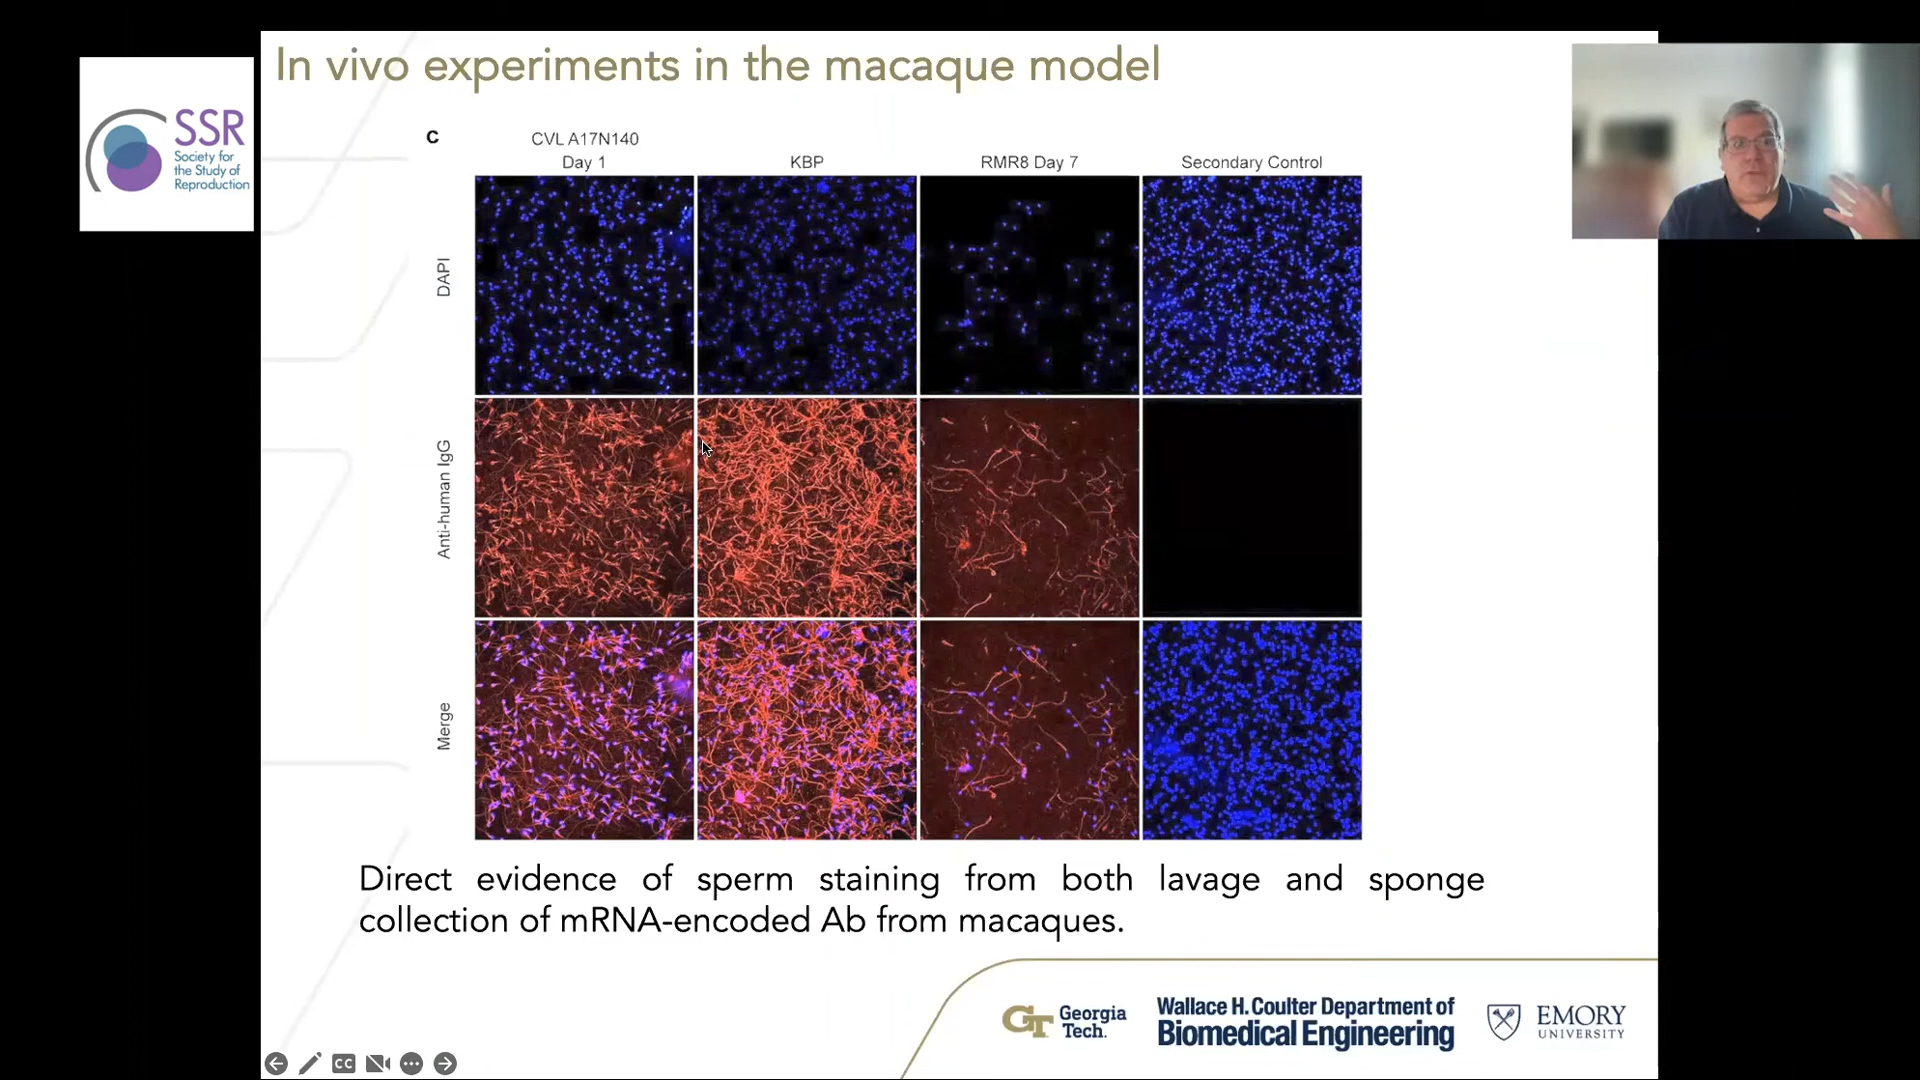 In vivo experiments in the macaque model
SSR
Society for
the Study of
Reproduction
C
CVL A17N140
Day 1
KBP
RMR8 Day 7
Secondary Control
DAPI
Anti-human IgG
Merge
Direct evidence of sperm staining from both lavage and sponge
collection of mRNA-encoded Ab from macaques.
GT
Georgia
Tech.
Wallace H. Coulter Department of
Biomedical Engineering
EMORY
UNIVERSITY
CC